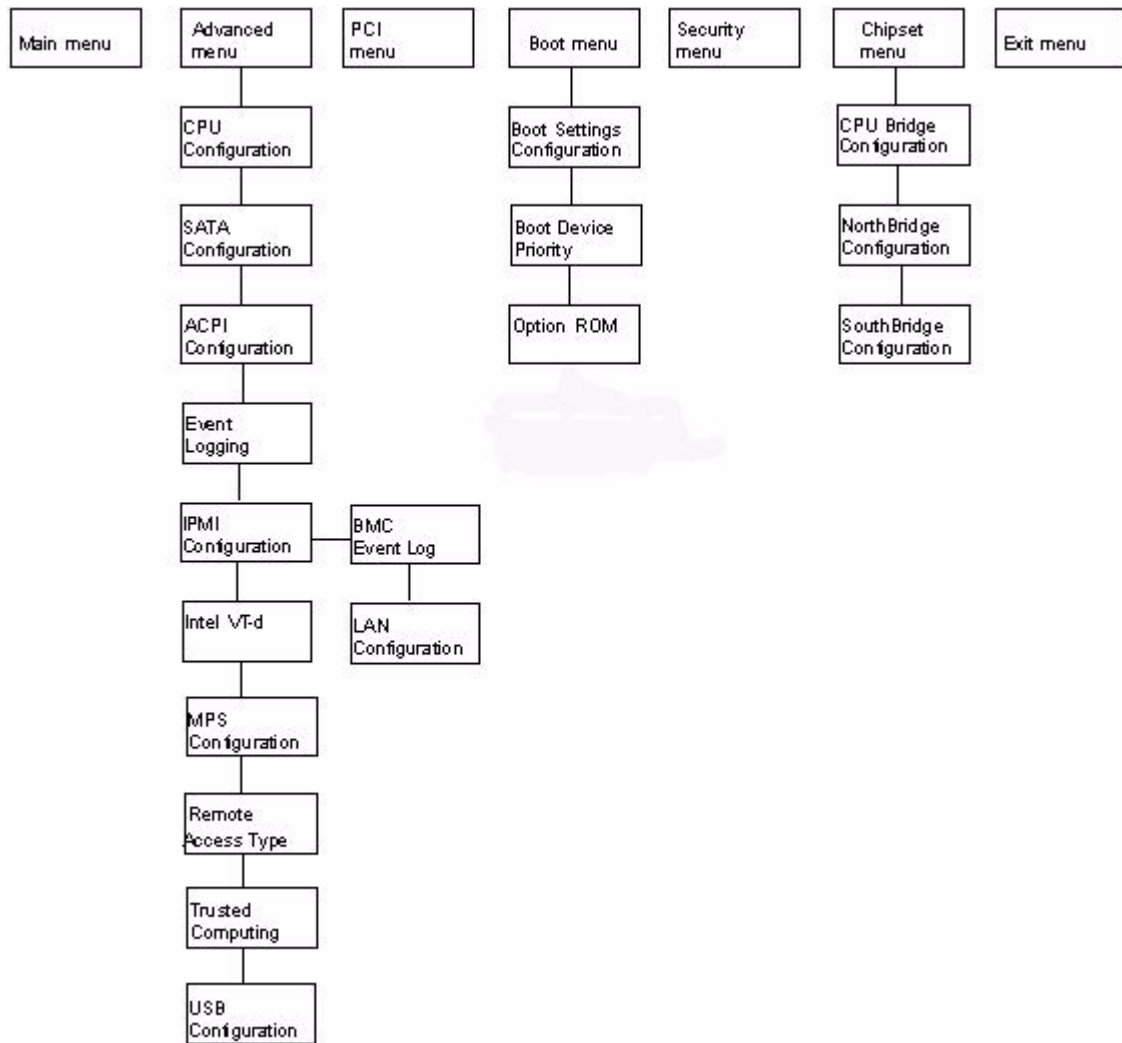 Main menu
Advanced
menu
PCI
menu
Boot menu
Security
menu
Chipset
menu
Exit menu
CPU
Configuration
SATA
Configuration
ACPI
Configuration
Event
Logging
IPMI
Configuration
BMC
Event Log
LAN
Configuration
Intel VT-d
MPS
Configuration
Remote
Access Type
Trusted
Computing
USB
Configuration
Boot Settings
Configuration
Boot Device
Priority
Option ROM
CPU Bridge
Configuration
NorthBridge
Configuration
SouthBridge
Configuration